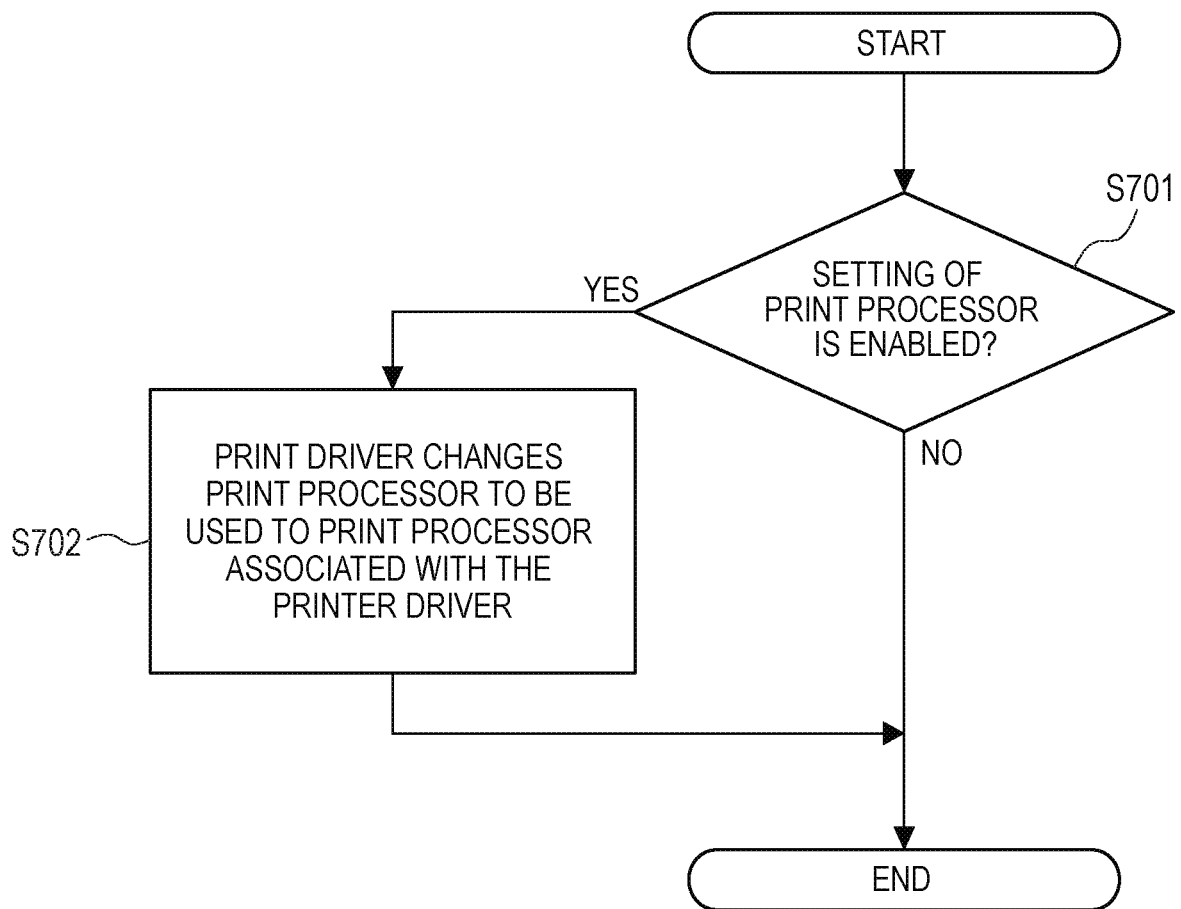 START
S701
SETTING OF
PRINT PROCESSOR
IS ENABLED?
YES
NO
S702
PRINT DRIVER CHANGES
PRINT PROCESSOR TO BE
USED TO PRINT PROCESSOR
ASSOCIATED WITH THE
PRINTER DRIVER
END